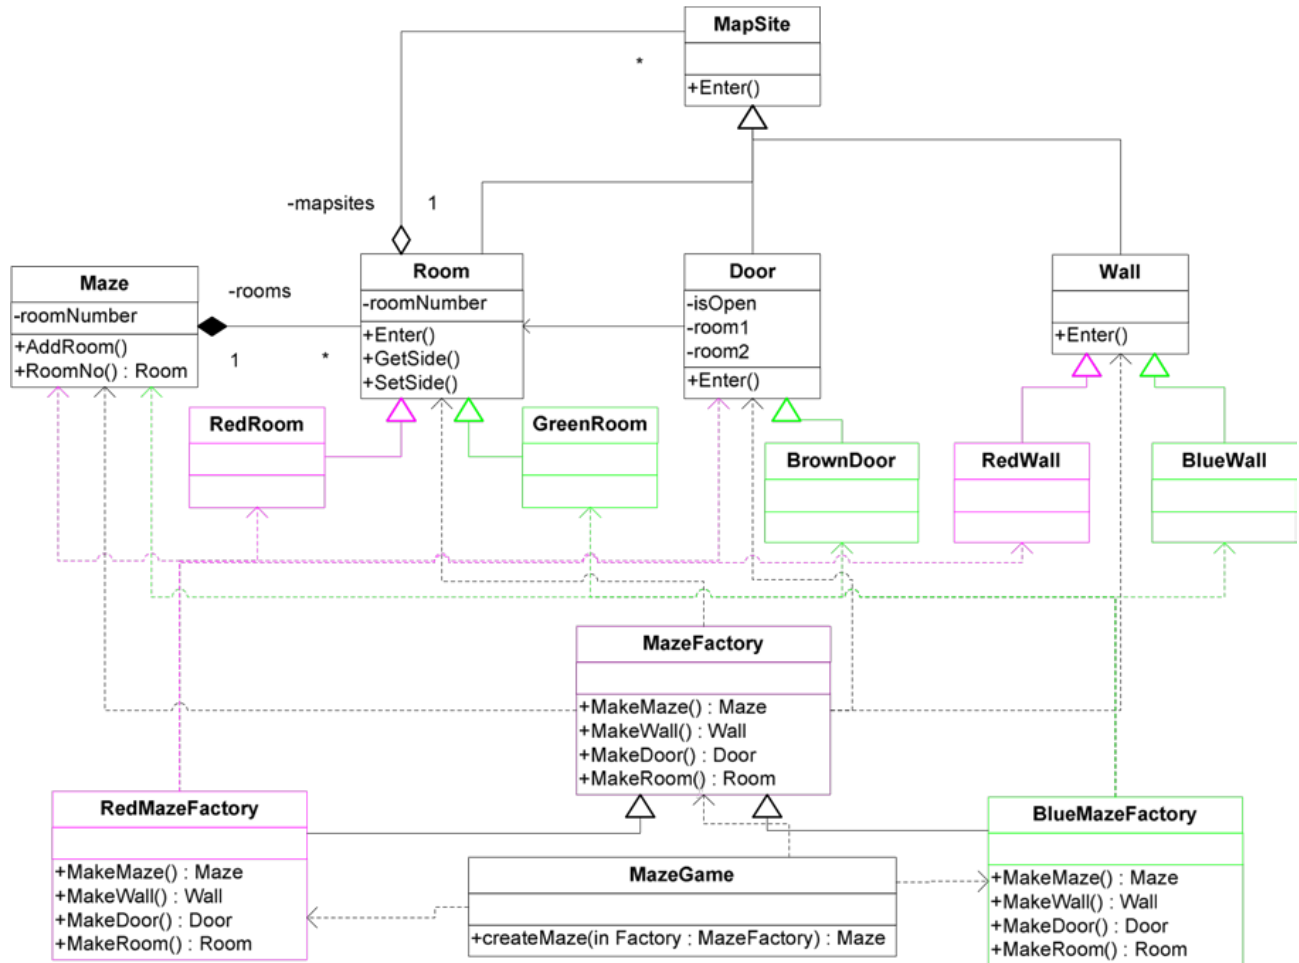 MapSite
+Enter()
*
-mapsites
1
Maze
-roomNumber
+AddRoom()
+RoomNo() : Room
-rooms
1
*
Room
-roomNumber
+Enter()
+GetSide()
+SetSide()
Door
-isOpen
-room1
-room2
+Enter()
Wall
+Enter()
RedRoom
GreenRoom
BrownDoor
RedWall
BlueWall
MazeFactory
+MakeMaze() : Maze
+MakeWall() : Wall
+MakeDoor() : Door
+MakeRoom() : Room
RedMazeFactory
+MakeMaze() : Maze
+MakeWall() : Wall
+MakeDoor() : Door
+MakeRoom() : Room
MazeGame
+createMaze(in Factory : MazeFactory) : Maze
BlueMazeFactory
+MakeMaze() : Maze
+MakeWall() : Wall
+MakeDoor() : Door
+MakeRoom() : Room